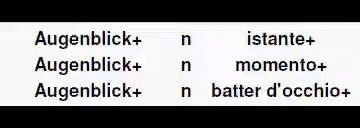 Augenblick+ n istante+
Augenblick+ n momento+
Augenblick+ n batter d'occhio+